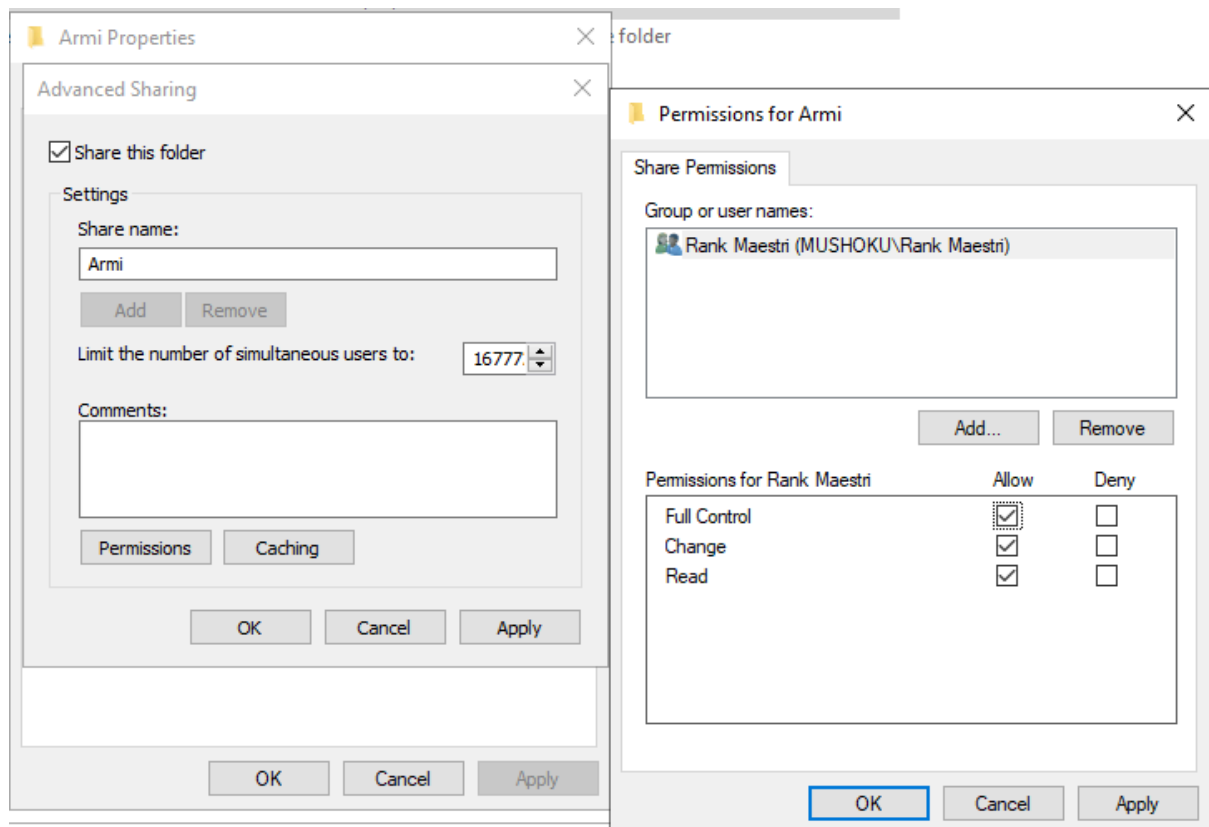 Armi Properties
folder
Advanced Sharing
Share this folder
Settings
Share name:
Armi
Add Remove
Limit the number of simultaneous users to: 16777
Comments:
Permissions Caching
OK Cancel Apply
OK Cancel Apply
Permissions for Armi
Share Permissions
Group or user names:
Rank Maestri (MUSHOKU\Rank Maestri)
Add... Remove
Permissions for Rank Maestri Allow Deny
Full Control
Change
Read
OK Cancel Apply